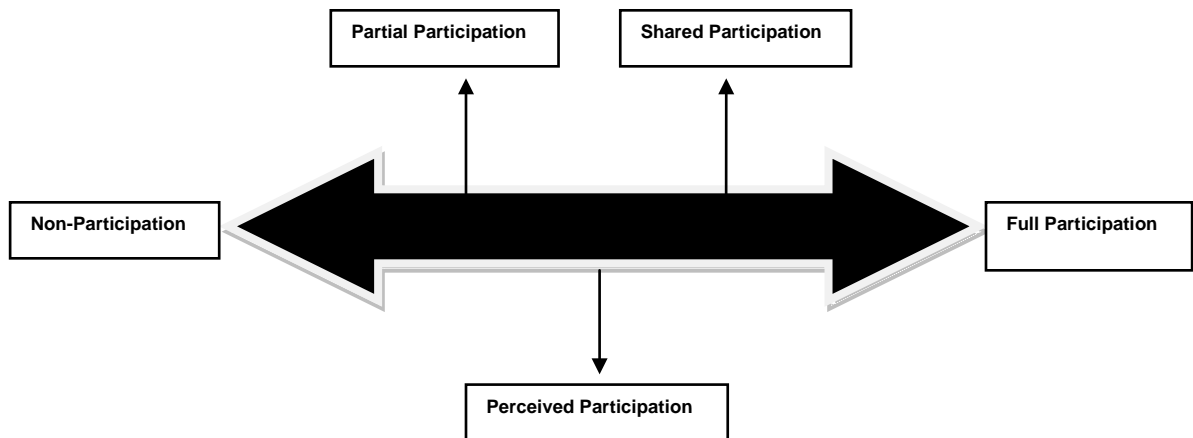 Partial Participation
Shared Participation
Non-Participation
Full Participation
Perceived Participation